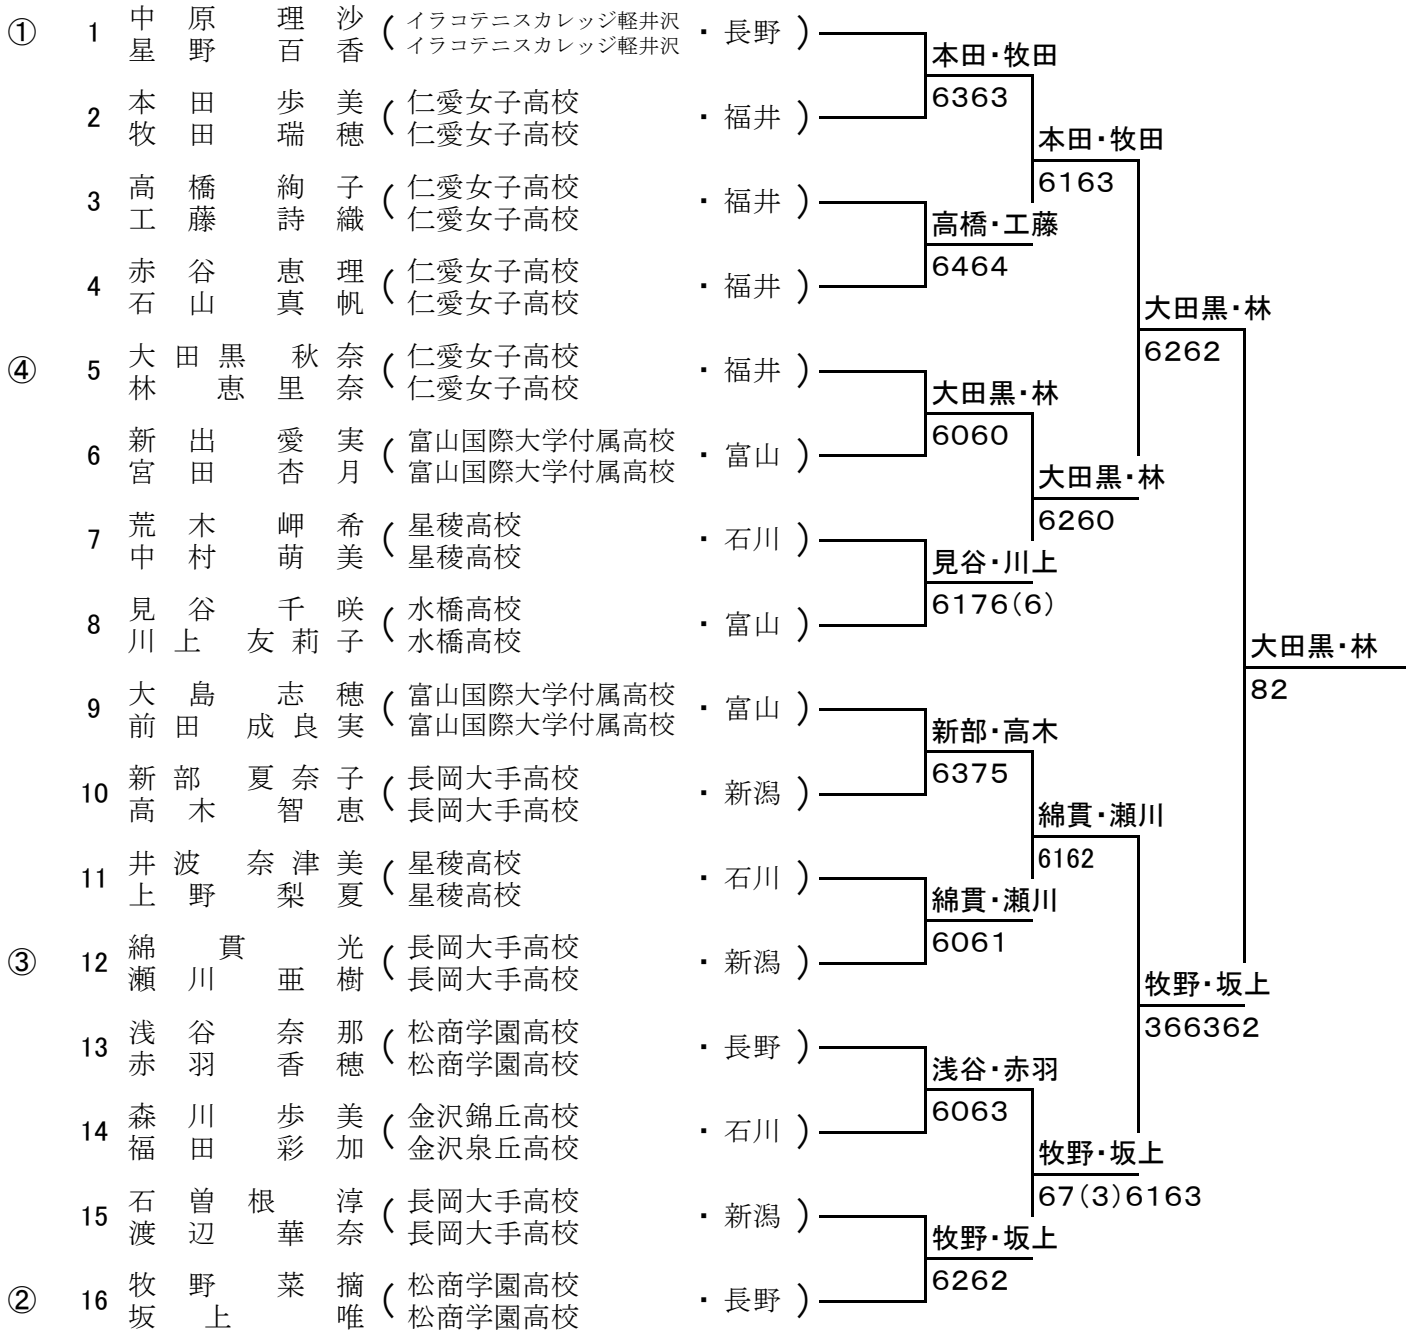 ① 1 中原 理沙 ( イラコテニスカレッジ軽井沢 ・ 長野 )
星野 百香 イラコテニスカレッジ軽井沢
本田・牧田
6363
2 本田 歩美 ( 仁愛女子高校 ・ 福井 )
牧田 瑞穂 仁愛女子高校
本田・牧田
6163
3 高橋 絢子 ( 仁愛女子高校 ・ 福井 )
工藤 詩織 仁愛女子高校
高橋・工藤
6464
4 赤谷 恵理 ( 仁愛女子高校 ・ 福井 )
石山 真帆 仁愛女子高校
大田黒・林
6262
④ 5 大田黒 秋奈 ( 仁愛女子高校 ・ 福井 )
林 恵里奈 仁愛女子高校
大田黒・林
6060
6 新出 愛実 ( 富山国際大学付属高校 ・ 富山 )
宮田 杏月 富山国際大学付属高校
大田黒・林
6260
7 荒木 岬希 ( 星稜高校 ・ 石川 )
中村 萌美 星稜高校
見谷・川上
6176(6)
8 見谷 千咲 ( 水橋高校 ・ 富山 )
川上 友莉子 水橋高校
大田黒・林
82
9 大島 志穂 ( 富山国際大学付属高校 ・ 富山 )
前田 成良実 富山国際大学付属高校
新部・高木
6375
10 新部 夏奈子 ( 長岡大手高校 ・ 新潟 )
高木 智恵 長岡大手高校
綿貫・瀬川
6162
11 井波 奈津美 ( 星稜高校 ・ 石川 )
上野 梨夏 星稜高校
綿貫・瀬川
6061
③ 12 綿貫 光 ( 長岡大手高校 ・ 新潟 )
瀬川 亜樹 長岡大手高校
牧野・坂上
366362
13 浅谷 奈那 ( 松商学園高校 ・ 長野 )
赤羽 香穂 松商学園高校
浅谷・赤羽
6063
14 森川 歩美 ( 金沢錦丘高校 ・ 石川 )
福田 彩加 金沢泉丘高校
牧野・坂上
67(3)6163
15 石曽根 淳 ( 長岡大手高校 ・ 新潟 )
渡辺 華奈 長岡大手高校
牧野・坂上
6262
② 16 牧野 菜摘 ( 松商学園高校 ・ 長野 )
坂上 唯 松商学園高校